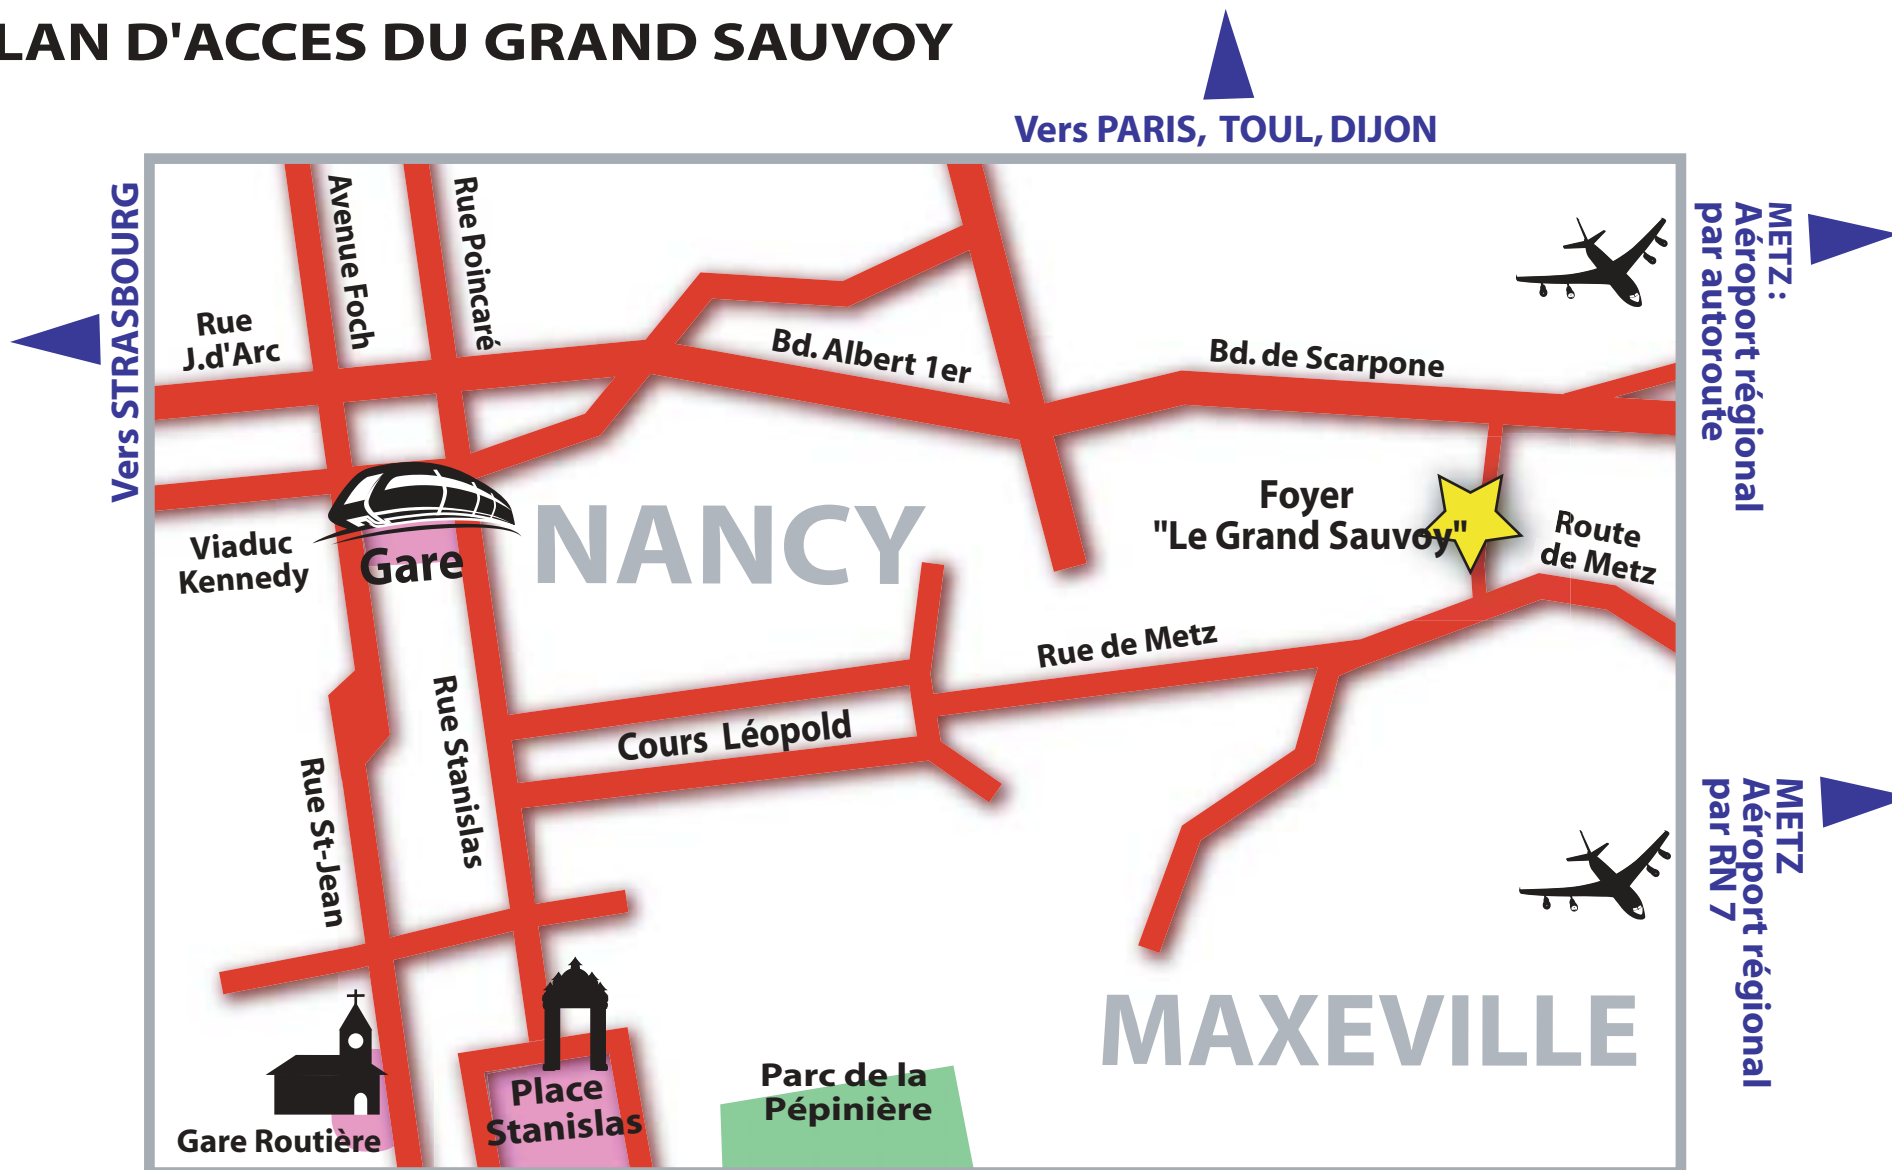 LAN D'ACCES DU GRAND SAUVOY
Vers PARIS, TOUL, DIJON
Vers STRASBOURG
METZ :
Aéroport régional
par autoroute
Avenue Foch
Rue Poincaré
Rue
J.d'Arc
Bd. Albert 1er
Bd. de Scarpone
Viaduc
Kennedy
Gare
NANCY
Foyer
"Le Grand Sauvoy"
Route
de Metz
Rue de Metz
Cours Léopold
Rue Stanislas
Rue St-Jean
METZ
Aéroport régional
par RN 7
MAXEVILLE
Parc de la
Pépinière
Place
Stanislas
Gare Routière